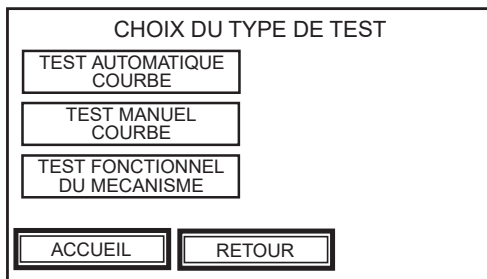 CHOIX DU TYPE DE TEST
TEST AUTOMATIQUE
COURBE
TEST MANUEL
COURBE
TEST FONCTIONNEL
DU MECANISME
ACCUEIL
RETOUR